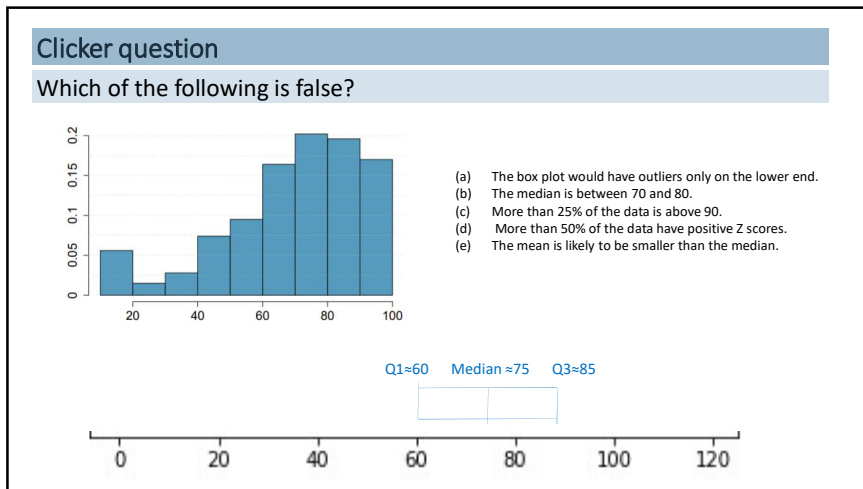 Clicker question
Which of the following is false?
0.2
0.15
0.1
0.05
0
20 40 60 80 100
(a) The box plot would have outliers only on the lower end.
(b) The median is between 70 and 80.
(c) More than 25% of the data is above 90.
(d) More than 50% of the data have positive Z scores.
(e) The mean is likely to be smaller than the median.
Q1≈60 Median ≈75 Q3≈85
0 20 40 60 80 100 120